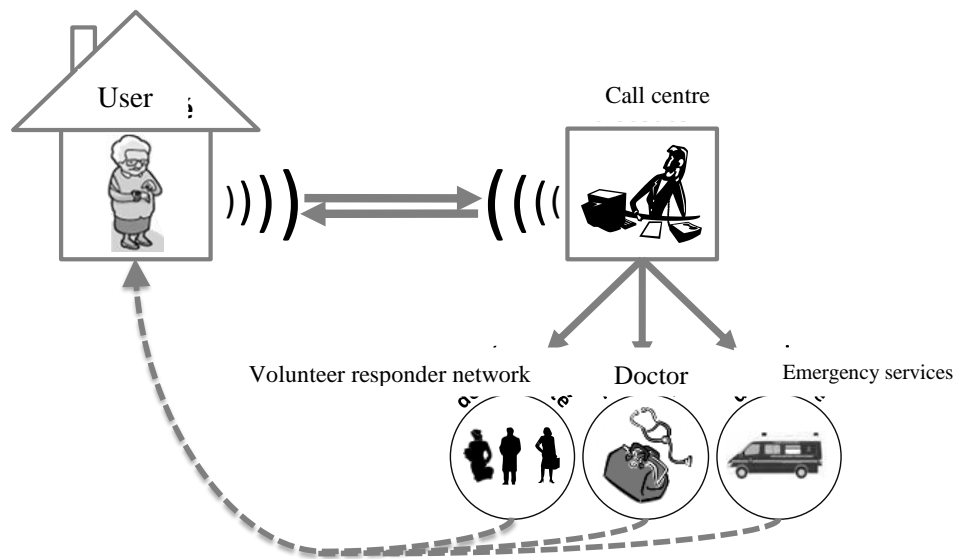 User
Call centre
Volunteer responder network
Doctor
Emergency services